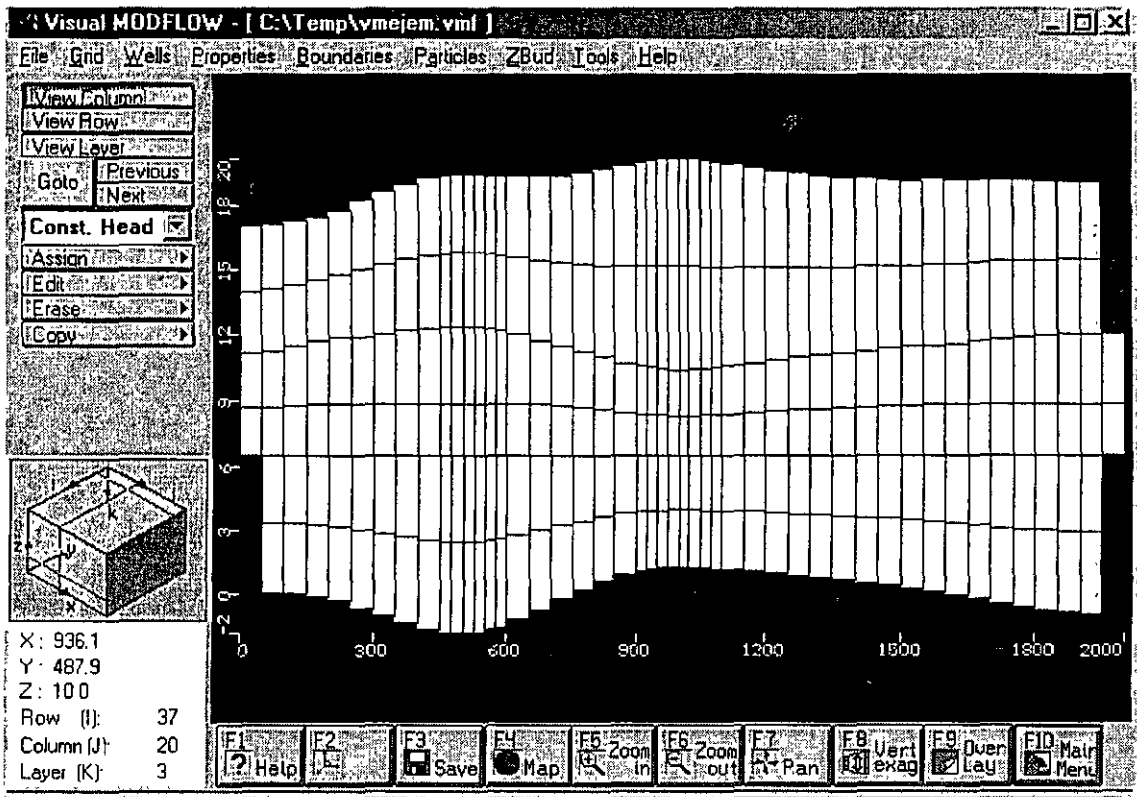 Visual MODFLOW - [ C:\Temp\vmejem.vmf ]
File Grid Wells Properties Boundaries Particles ZBud Tools Help
View Column
View Row
View Layer
Goto
Previous
Next
Const. Head
Assign
Edit
Erase
Copy
20
18
15
12
9
6
3
0
-2
0 300 600 900 1200 1500 1800 2000
X: 936.1
Y: 487.9
Z: 10.0
Row (I): 37
Column (J): 20
Layer (K): 3
z
y
x
F1 ? Help
F2
F3 Save
F4 Map
F5 Zoom in
F6 Zoom out
F7 Pan
F8 Vert exag
F9 Over Lay
F10 Main Menu